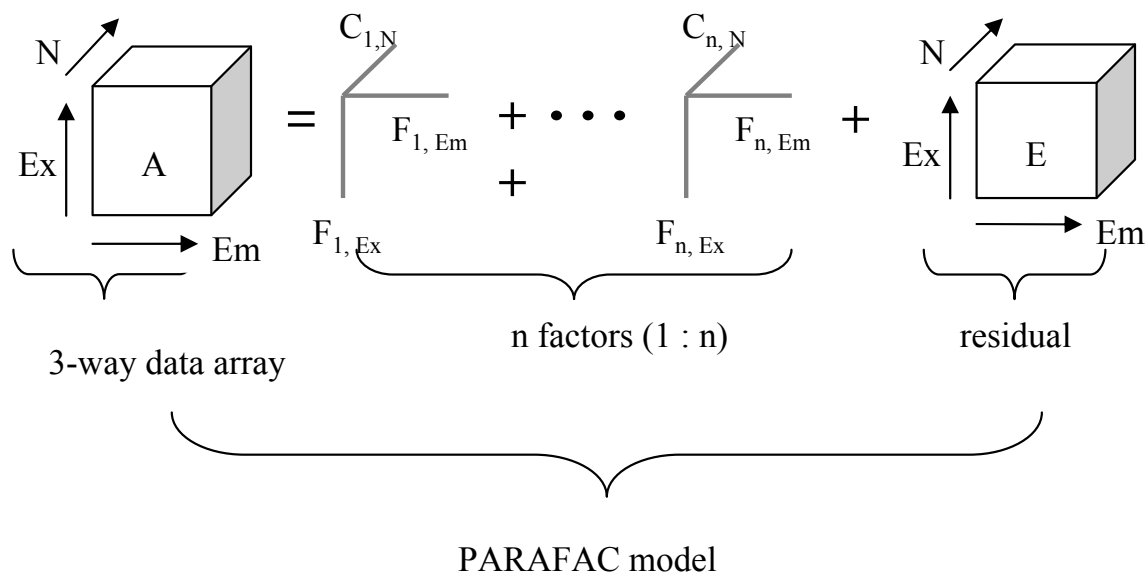 N
Ex
A
Em
=
C1,N
F1, Em
F1, Ex
+ • • •
+
Cn, N
Fn, Em
Fn, Ex
+
N
Ex
E
Em
3-way data array
n factors (1 : n)
residual
PARAFAC model